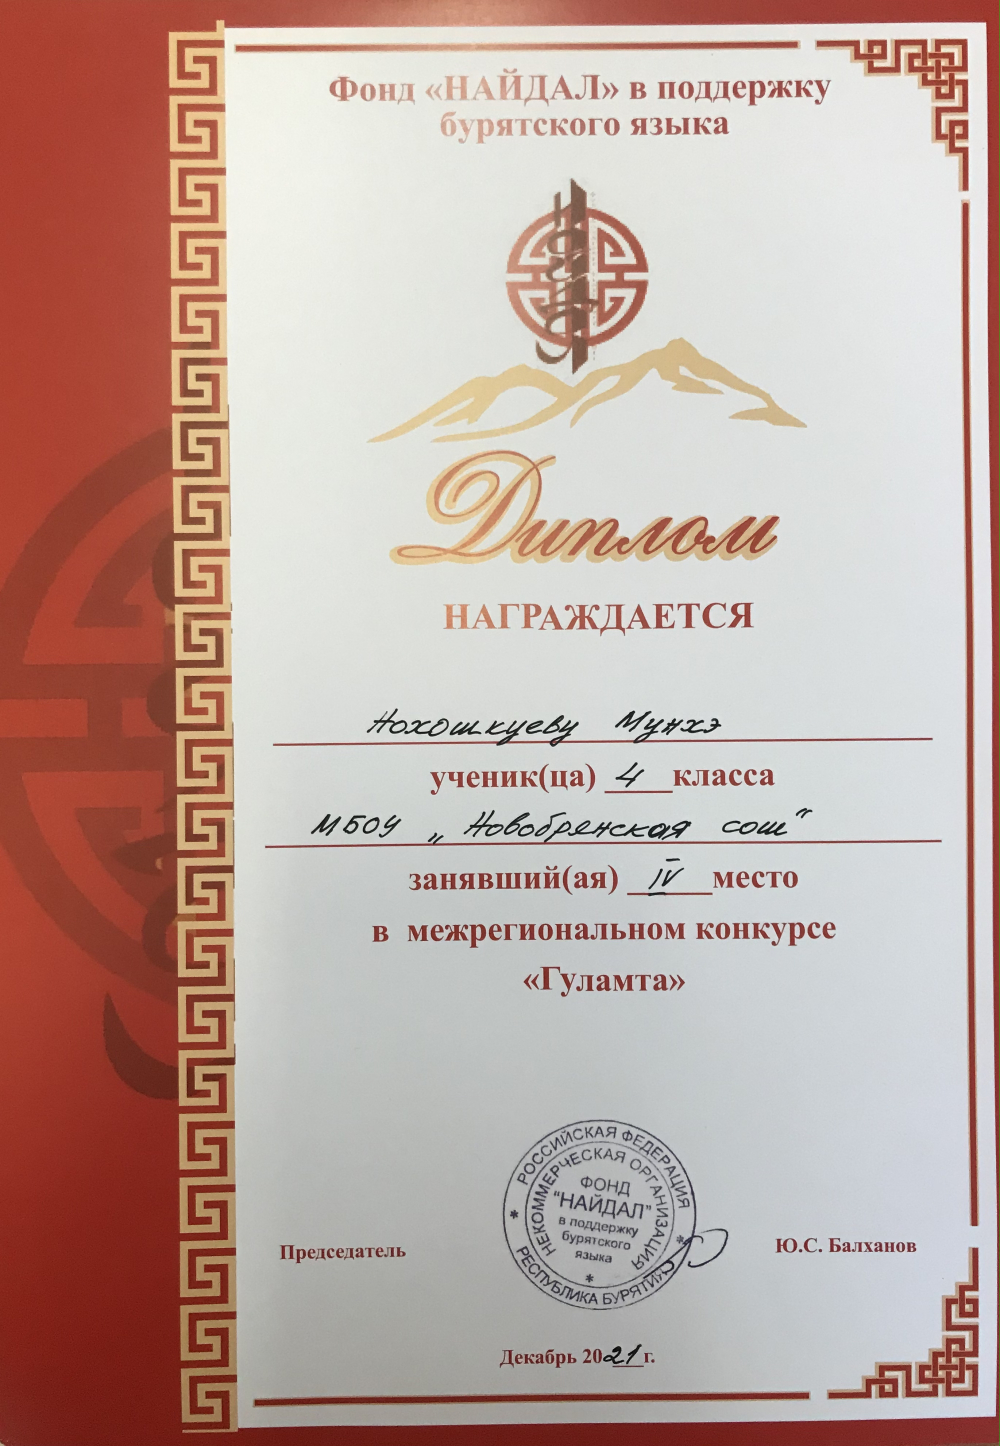 Фонд «НАЙДАЛ» в поддержку
бурятского языка
Диплом
НАГРАЖДАЕТСЯ
Нохошкуеву Мунхэ
ученик(ца) 4 класса
МБОУ „Новобрянская сош"
занявший(ая) IV место
в межрегиональном конкурсе
«Гуламта»
РОССИЙСКАЯ ФЕДЕРАЦИЯ
НЕКОММЕРЧЕСКАЯ ОРГАНИЗАЦИЯ
ФОНД
"НАЙДАЛ"
в поддержку
бурятского
языка
РЕСПУБЛИКА БУРЯТИЯ
Председатель Ю.С. Балханов
Декабрь 2021 г.